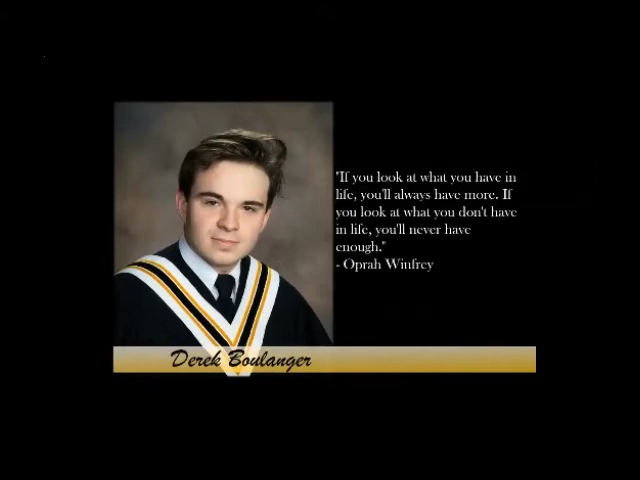 "If you look at what you have in
life, you'll always have more. If
you look at what you don't have
in life, you'll never have
enough."
- Oprah Winfrey
Derek Boulanger